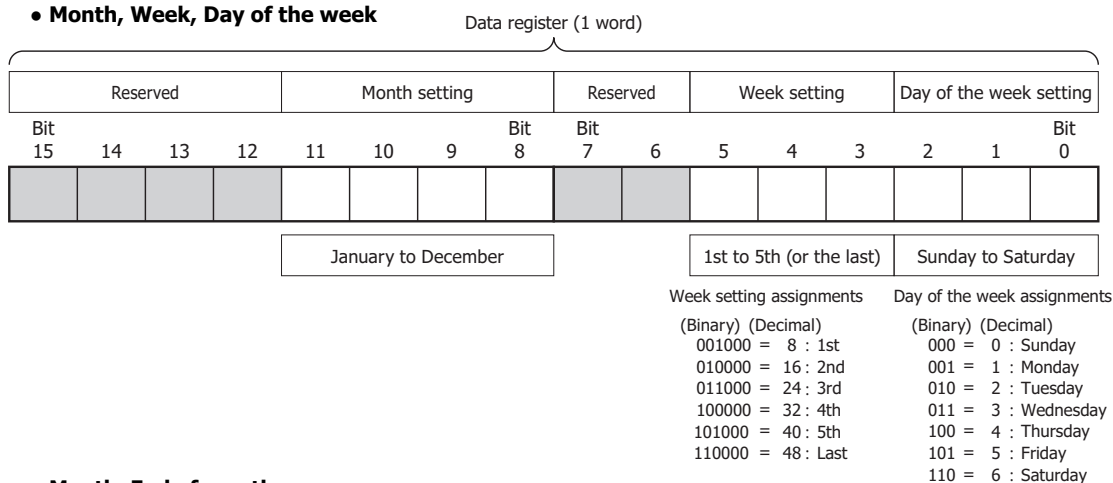 ● Month, Week, Day of the week
Data register (1 word)
Reserved Month setting Reserved Week setting Day of the week setting
Bit Bit Bit Bit
15 14 13 12 11 10 9 8 7 6 5 4 3 2 1 0
January to December 1st to 5th (or the last) Sunday to Saturday
Week setting assignments Day of the week assignments
(Binary) (Decimal) (Binary) (Decimal)
001000 = 8 : 1st 000 = 0 : Sunday
010000 = 16 : 2nd 001 = 1 : Monday
011000 = 24 : 3rd 010 = 2 : Tuesday
100000 = 32 : 4th 011 = 3 : Wednesday
101000 = 40 : 5th 100 = 4 : Thursday
110000 = 48 : Last 101 = 5 : Friday
110 = 6 : Saturday